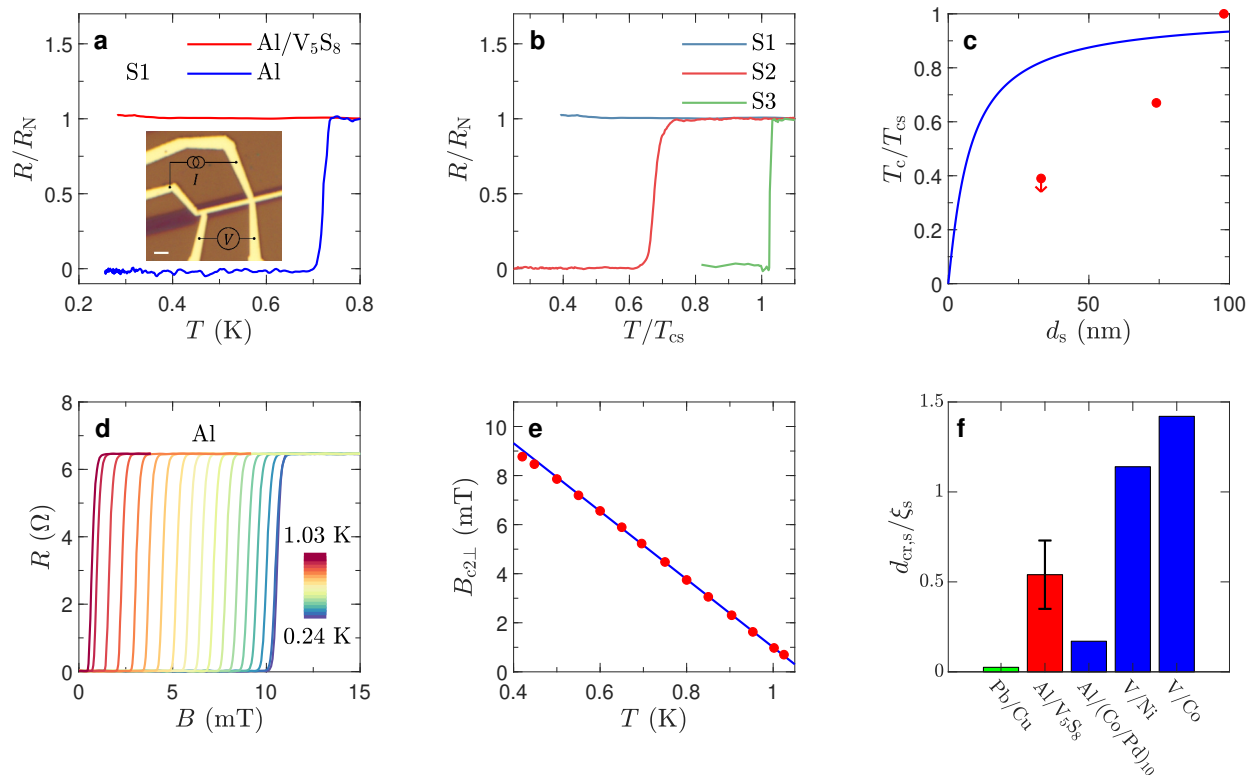 a
Al/V₅S₈
S1
Al
R/R_N
1.5
1
0.5
0
I
V
0.2
0.4
0.6
0.8
T (K)
b
S1
S2
S3
R/R_N
1.5
1
0.5
0
0.4
0.6
0.8
1
T/T_cs
c
T_c/T_cs
1
0.8
0.6
0.4
0.2
0
0
50
100
d_s (nm)
d
Al
R (Ω)
8
6
4
2
0
1.03 K
0.24 K
0
5
10
15
B (mT)
e
B_c2⊥ (mT)
10
8
6
4
2
0
0.4
0.6
0.8
1
T (K)
f
d_cr,s/ξ_s
1.5
1
0.5
0
Pb/Cu
Al/V₅S₈
Al/(Co/Pd)₁₀
V/Ni
V/Co